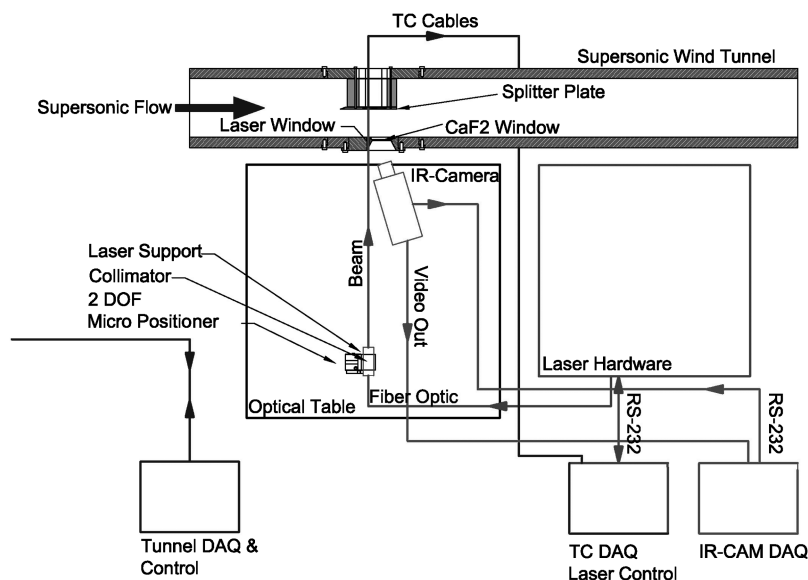 TC Cables
Supersonic Wind Tunnel
Splitter Plate
Supersonic Flow
Laser Window
CaF2 Window
IR-Camera
Laser Support
Collimator
2 DOF
Micro Positioner
Beam
Video Out
Laser Hardware
Fiber Optic
Optical Table
RS-232
RS-232
Tunnel DAQ &
Control
TC DAQ
Laser Control
IR-CAM DAQ